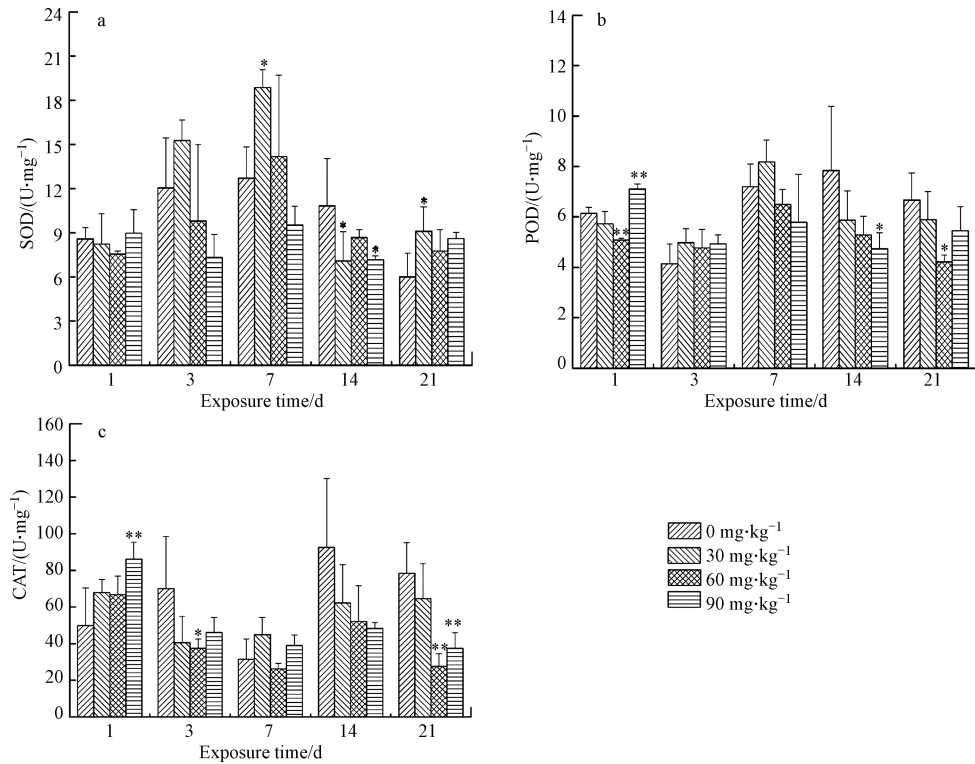 a
24
21
18
15
12
9
6
3
0
SOD/(U·mg⁻¹)
*
* * *
1 3 7 14 21
Exposure time/d
b
14
12
10
8
6
4
2
0
POD/(U·mg⁻¹)
** ** * *
1 3 7 14 21
Exposure time/d
c
160
140
120
100
80
60
40
20
0
CAT/(U·mg⁻¹)
** * ** **
1 3 7 14 21
Exposure time/d
0 mg·kg⁻¹
30 mg·kg⁻¹
60 mg·kg⁻¹
90 mg·kg⁻¹